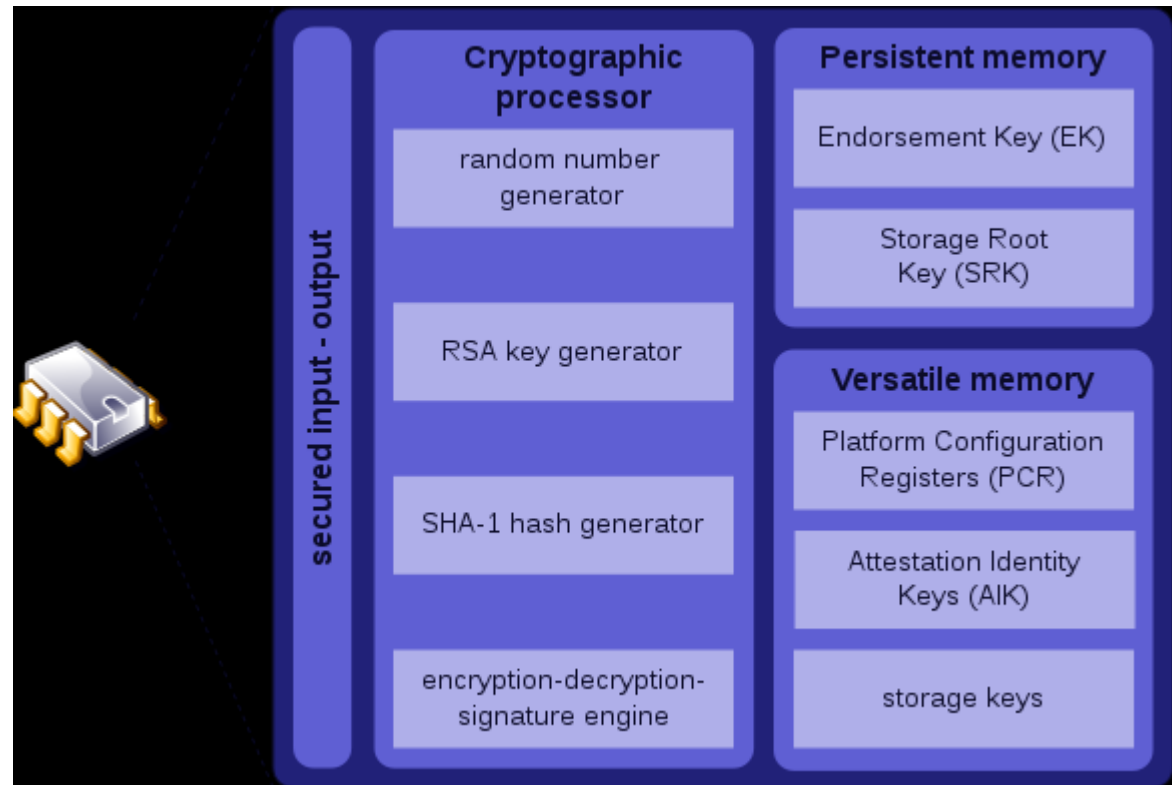 secured input - output
Cryptographic
processor
random number
generator
RSA key generator
SHA-1 hash generator
encryption-decryption-
signature engine
Persistent memory
Endorsement Key (EK)
Storage Root
Key (SRK)
Versatile memory
Platform Configuration
Registers (PCR)
Attestation Identity
Keys (AIK)
storage keys